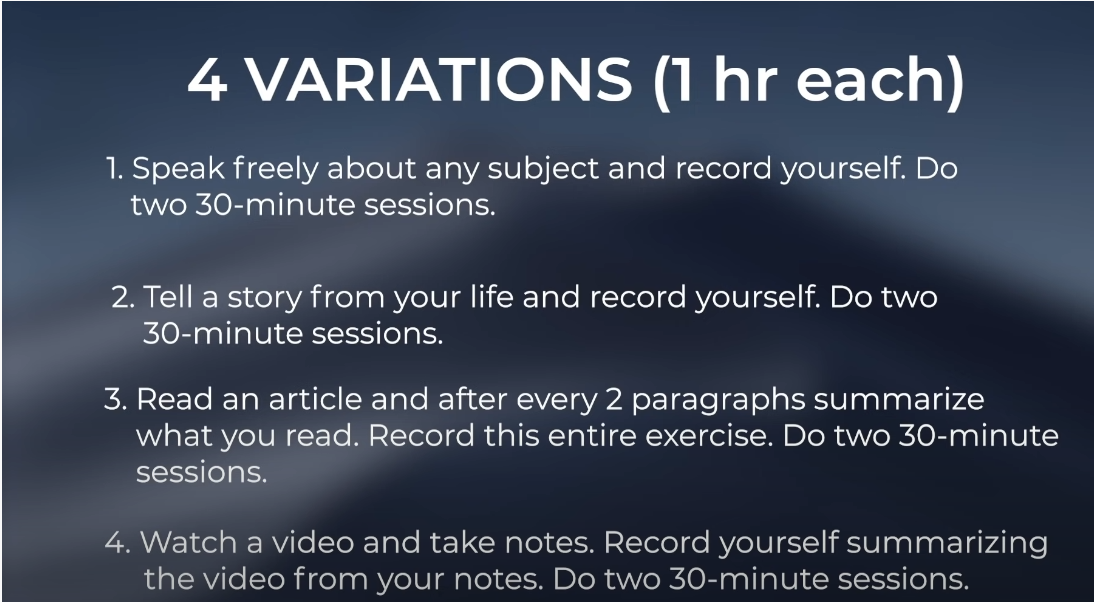 4 VARIATIONS (1 hr each)
1. Speak freely about any subject and record yourself. Do
two 30-minute sessions.
2. Tell a story from your life and record yourself. Do two
30-minute sessions.
3. Read an article and after every 2 paragraphs summarize
what you read. Record this entire exercise. Do two 30-minute
sessions.
4. Watch a video and take notes. Record yourself summarizing
the video from your notes. Do two 30-minute sessions.